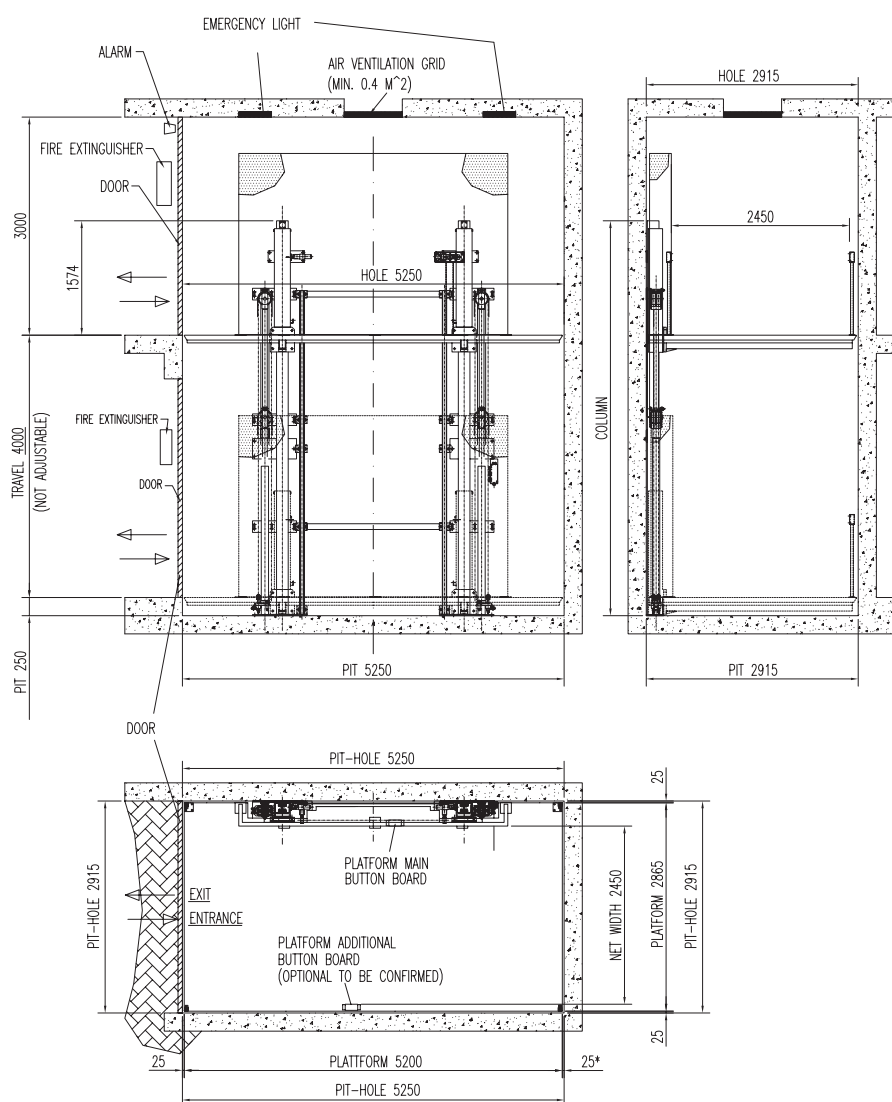 EMERGENCY LIGHT
ALARM
AIR VENTILATION GRID
(MIN. 0.4 M^2)
HOLE 2915
FIRE EXTINGUISHER
DOOR
3000
1574
2450
HOLE 5250
TRAVEL 4000
(NOT ADJUSTABLE)
FIRE EXTINGUISHER
DOOR
COLUMN
PIT 250
PIT 5250
PIT 2915
DOOR
PIT-HOLE 5250
25
PIT-HOLE 2915
PLATFORM MAIN
BUTTON BOARD
EXIT
ENTRANCE
NET WIDTH 2450
PLATFORM 2865
PIT-HOLE 2915
PLATFORM ADDITIONAL
BUTTON BOARD
(OPTIONAL TO BE CONFIRMED)
25
25
PLATTFORM 5200
25*
PIT-HOLE 5250